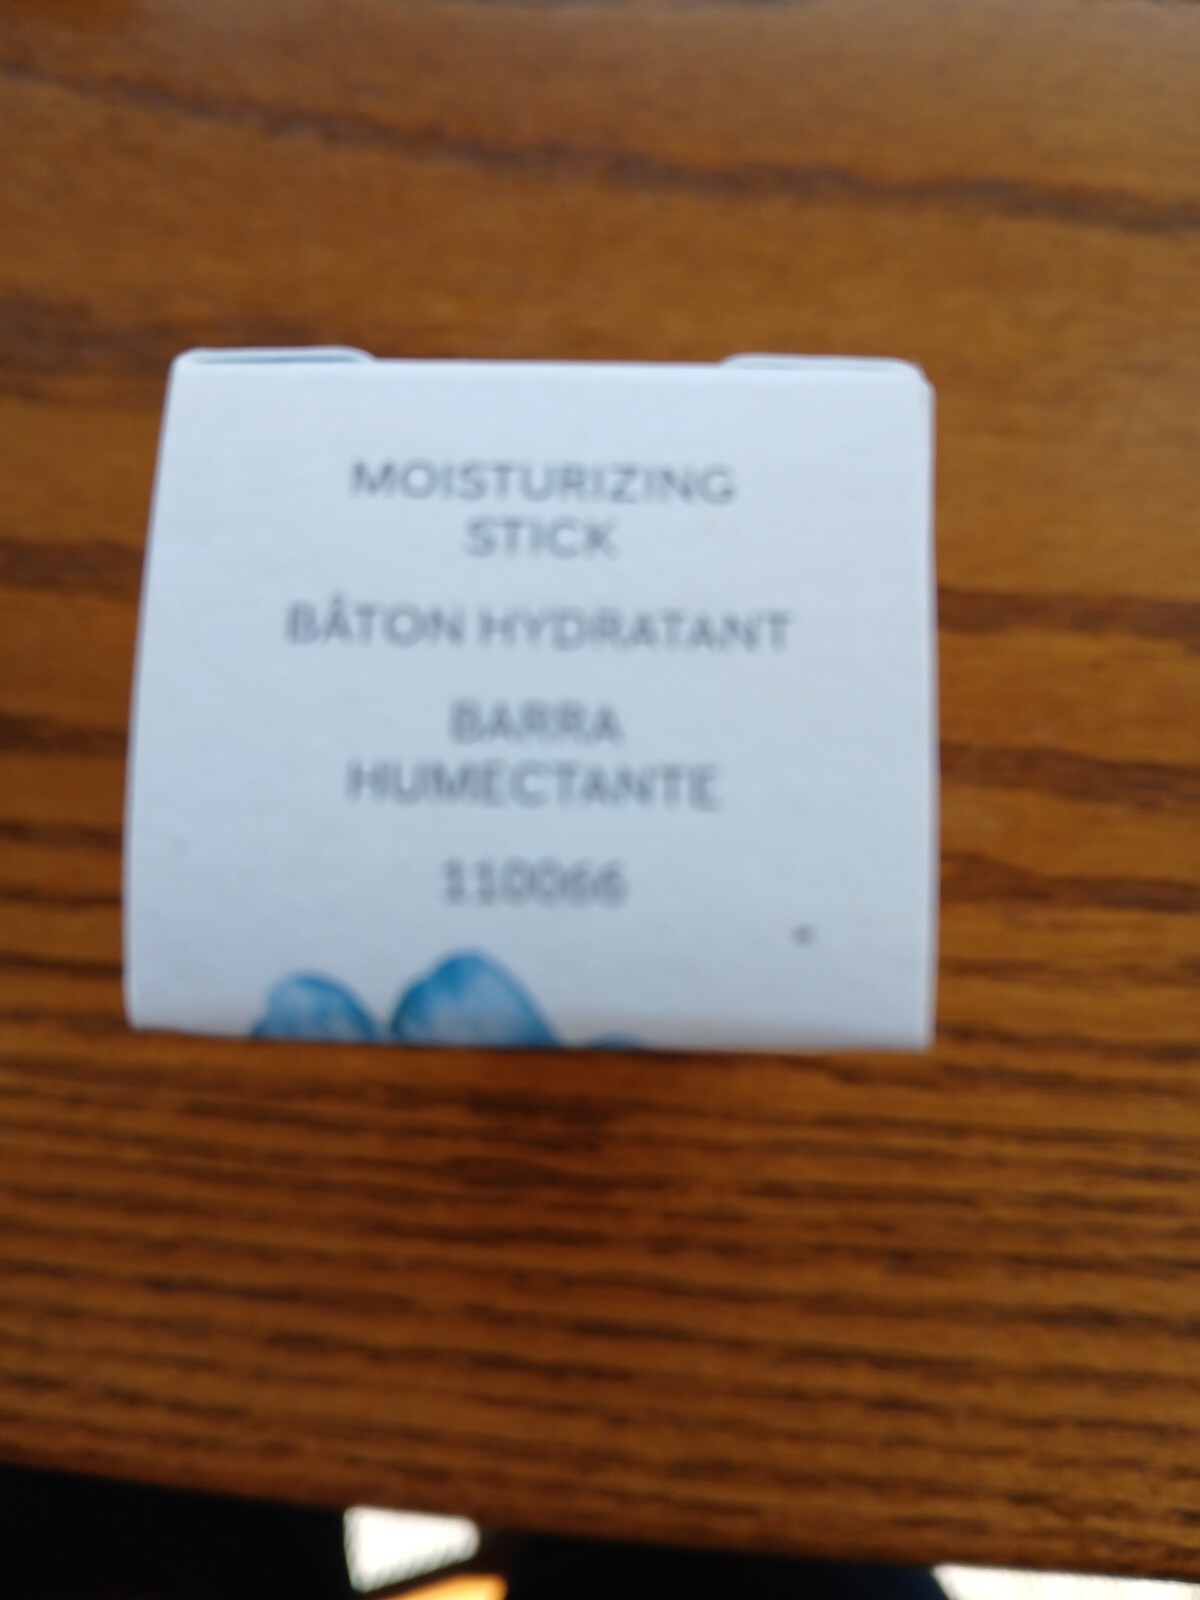 MOISTURIZING
STICK
BÂTON HYDRATANT
BARRA
HUMECTANTE
110066